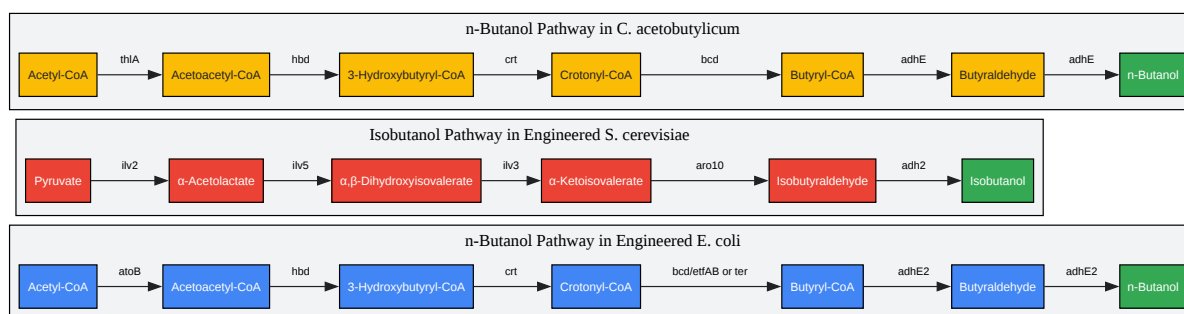 n-Butanol Pathway in C. acetobutylicum
thlA hbd crt bcd adhE adhE
Acetyl-CoA Acetoacetyl-CoA 3-Hydroxybutyryl-CoA Crotonyl-CoA Butyryl-CoA Butyraldehyde n-Butanol
Isobutanol Pathway in Engineered S. cerevisiae
ilv2 ilv5 ilv3 aro10 adh2
Pyruvate α-Acetolactate α,β-Dihydroxyisovalerate α-Ketoisovalerate Isobutyraldehyde Isobutanol
n-Butanol Pathway in Engineered E. coli
atoB hbd crt bcd/etfAB or ter adhE2 adhE2
Acetyl-CoA Acetoacetyl-CoA 3-Hydroxybutyryl-CoA Crotonyl-CoA Butyryl-CoA Butyraldehyde n-Butanol